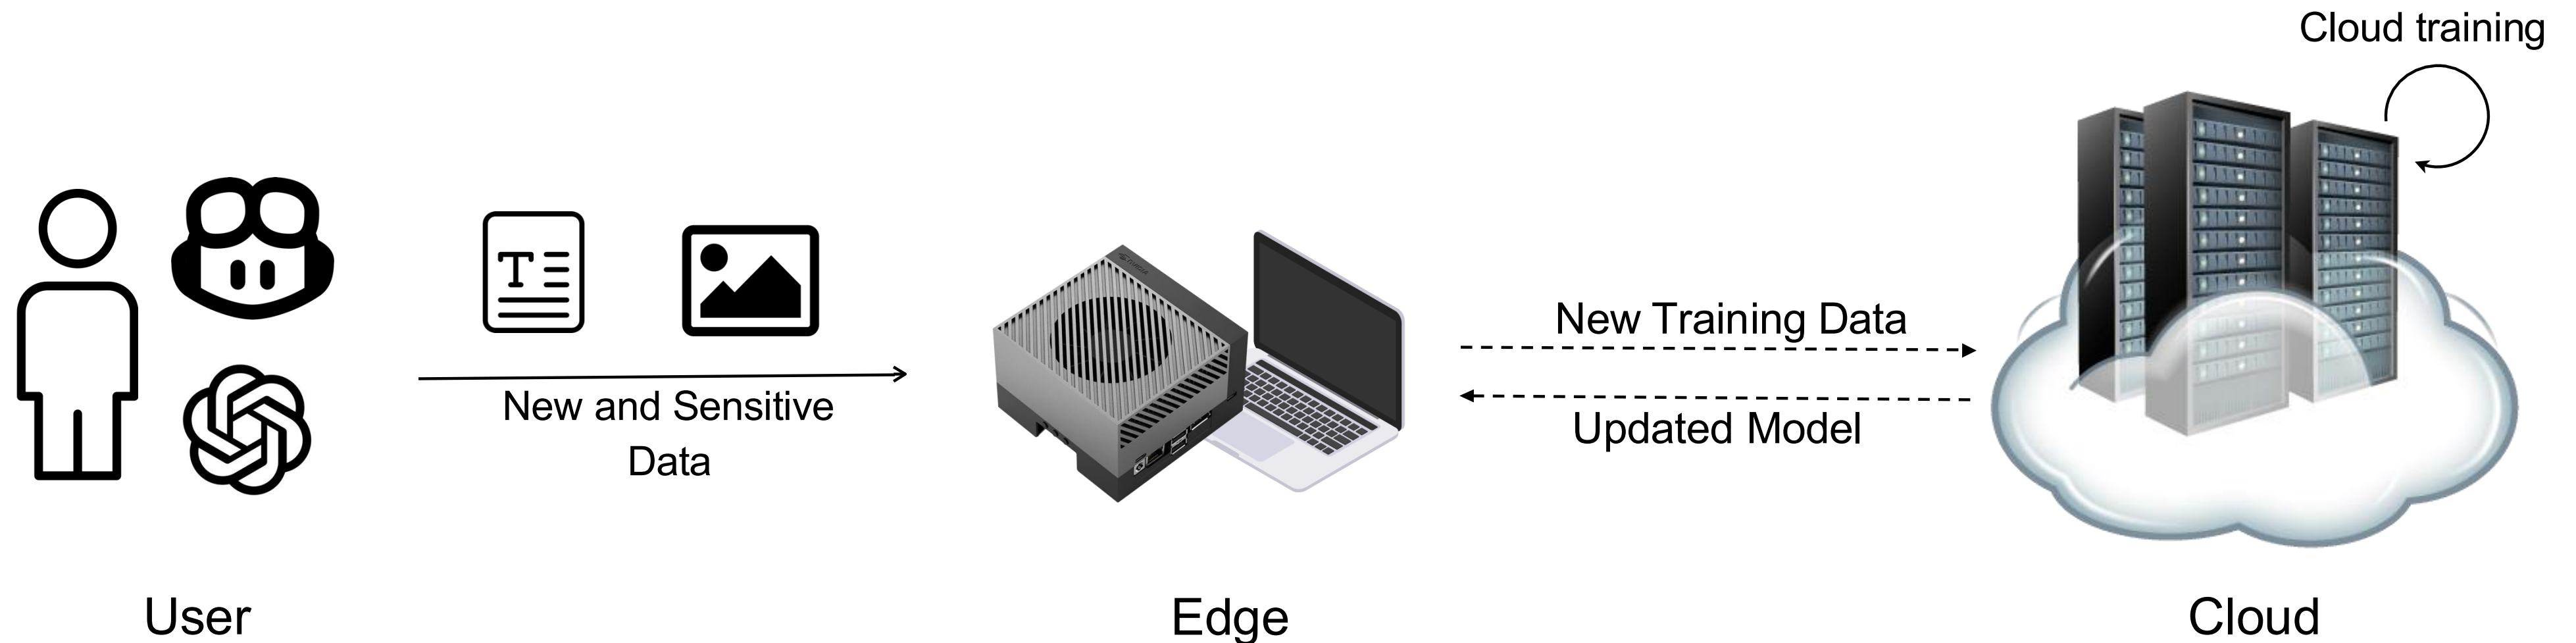 Cloud training
New and Sensitive
Data
New Training Data
Updated Model
User
Edge
Cloud